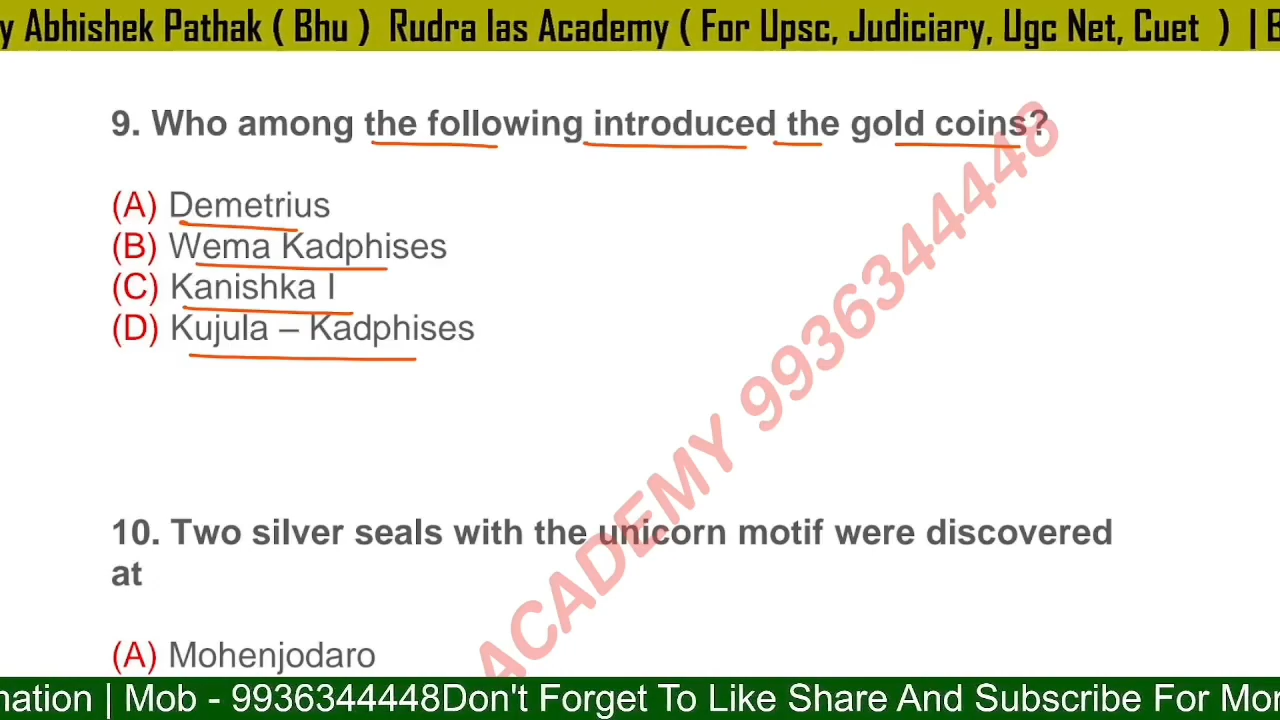 y Abhishek Pathak ( Bhu ) Rudra Ias Academy ( For Upsc, Judiciary, Ugc Net, Cuet ) |
9. Who among the following introduced the gold coins?
(A) Demetrius
(B) Wema Kadphises
(C) Kanishka I
(D) Kujula – Kadphises
ACADEMY 9936344448
10. Two silver seals with the unicorn motif were discovered
at
(A) Mohenjodaro
mation | Mob - 9936344448Don't Forget To Like Share And Subscribe For Mor